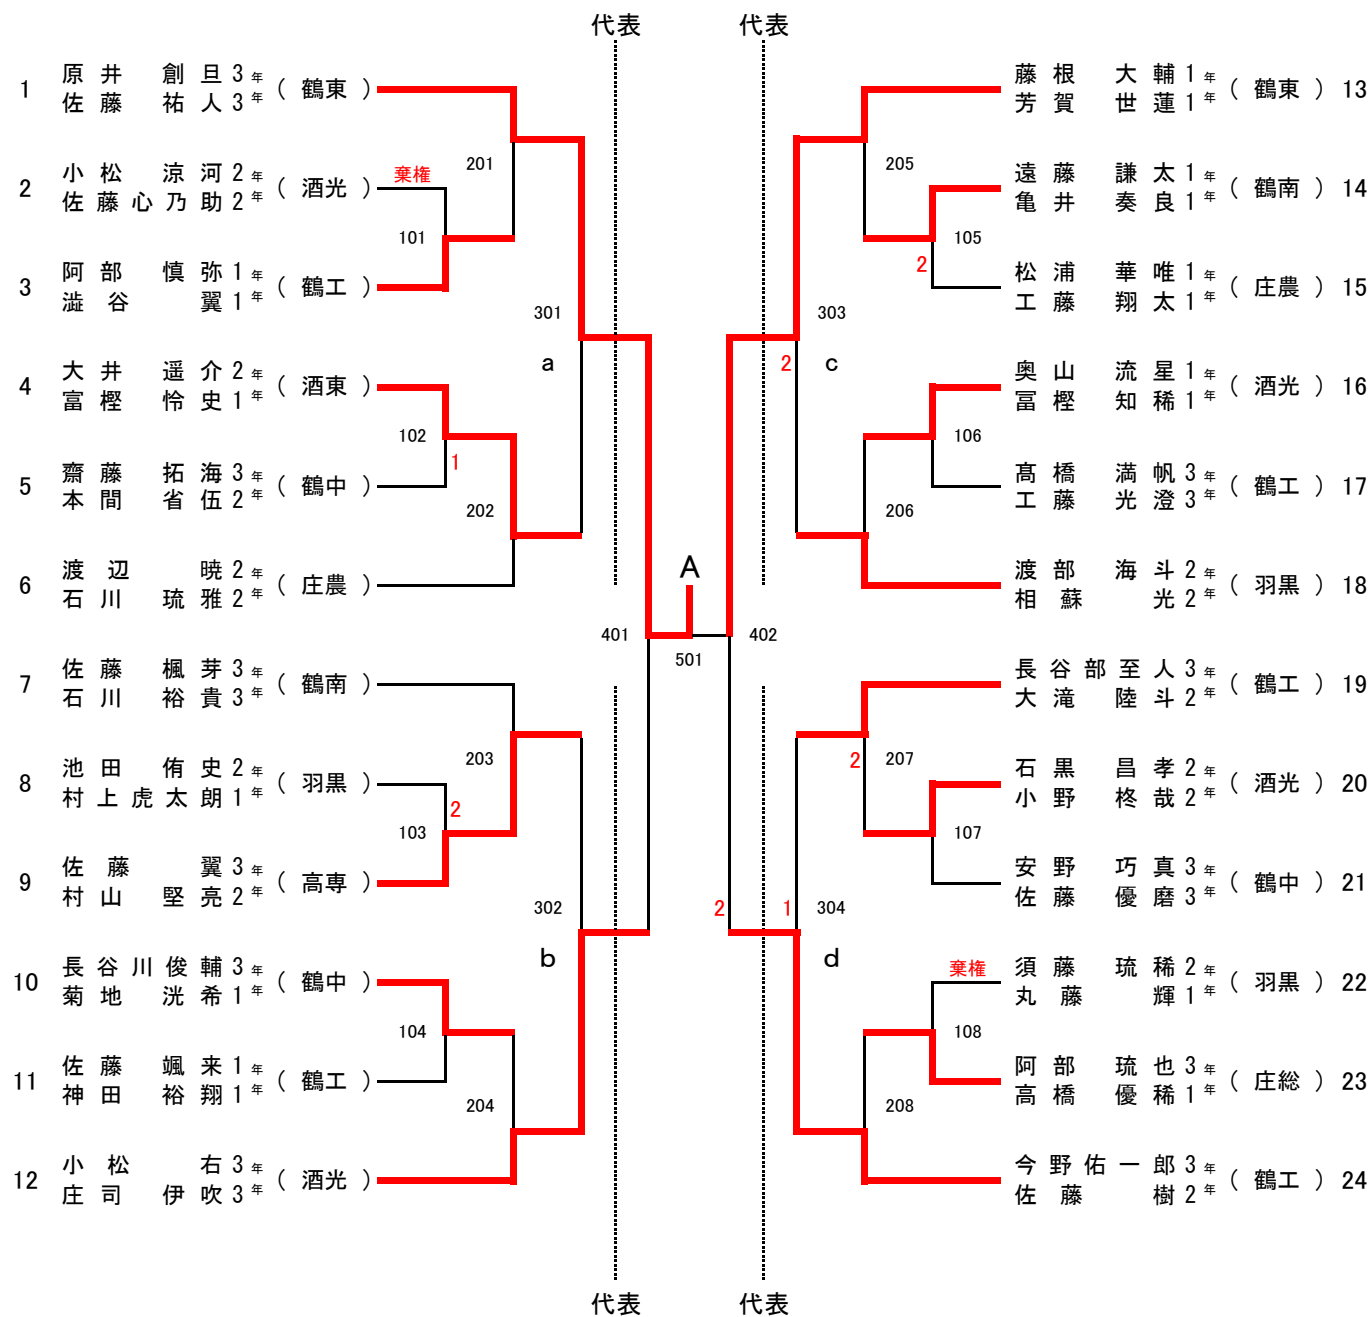 代表 代表
1 原井 創旦 3年 (鶴東)
佐藤 祐人 3年
2 小松 涼河 2年 (酒光) 棄権
佐藤心乃助 2年
3 阿部 慎弥 1年 (鶴工)
澁谷 翼 1年
4 大井 遥介 2年 (酒東)
富樫 怜史 1年
5 齋藤 拓海 3年 (鶴中)
本間 省伍 2年
6 渡辺 暁 2年 (庄農)
石川 琉雅 2年
7 佐藤 楓芽 3年 (鶴南)
石川 裕貴 3年
8 池田 侑史 2年 (羽黒)
村上虎太朗 1年
9 佐藤 翼 3年 (高専)
村山 堅亮 2年
10 長谷川俊輔 3年 (鶴中)
菊地 洸希 1年
11 佐藤 颯来 1年 (鶴工)
神田 裕翔 1年
12 小松 右 3年 (酒光)
庄司 伊吹 3年
201
101
301
a
102
1
202
401
203
2
103
302
b
104
204
A
501
402
205
105
2
303
2
c
106
206
207
2
107
2
1
304
d
108
208
藤根 大輔 1年 (鶴東) 13
芳賀 世蓮 1年
遠藤 謙太 1年 (鶴南) 14
亀井 奏良 1年
松浦 華唯 1年 (庄農) 15
工藤 翔太 1年
奥山 流星 1年 (酒光) 16
冨樫 知稀 1年
髙橋 満帆 3年 (鶴工) 17
工藤 光澄 3年
渡部 海斗 2年 (羽黒) 18
相蘇 光 2年
長谷部至人 3年 (鶴工) 19
大滝 陸斗 2年
石黒 昌孝 2年 (酒光) 20
小野 柊哉 2年
安野 巧真 3年 (鶴中) 21
佐藤 優磨 3年
棄権 須藤 琉稀 2年 (羽黒) 22
丸藤 輝 1年
阿部 琉也 3年 (庄総) 23
高橋 優稀 1年
今野佑一郎 3年 (鶴工) 24
佐藤 樹 2年
代表 代表